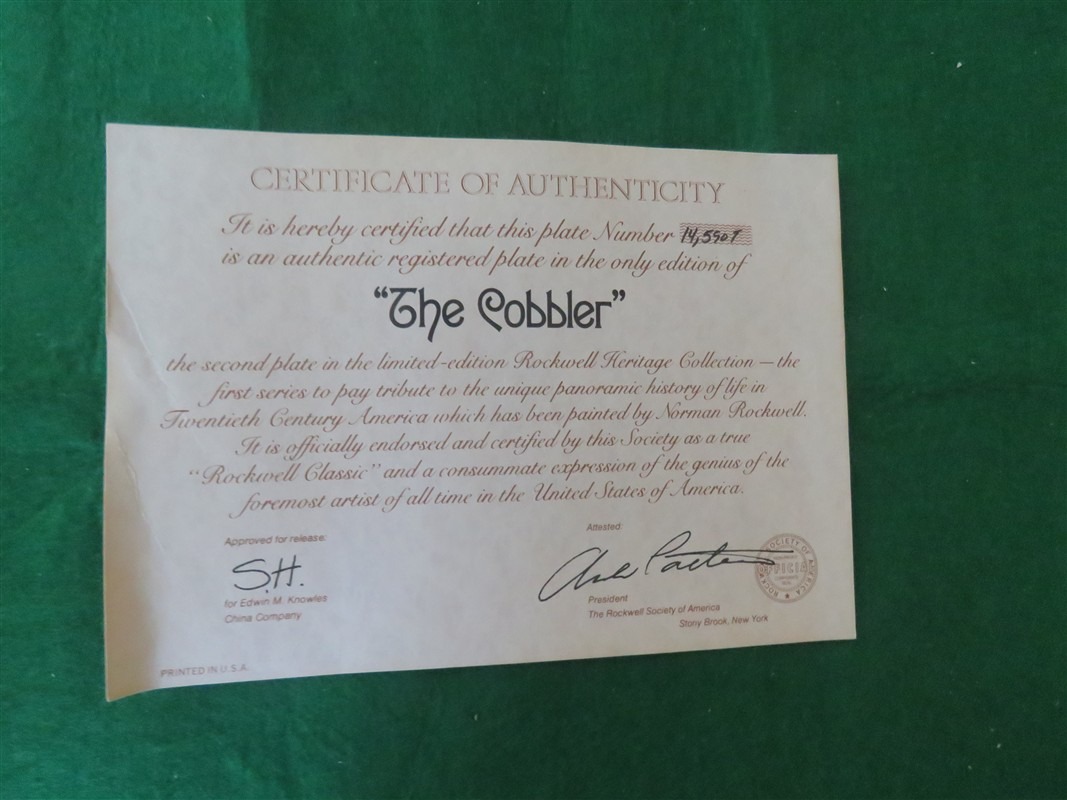 CERTIFICATE OF AUTHENTICITY
It is hereby certified that this plate Number
is an authentic registered plate in the only edition of
“The Cobbler”
the second plate in the limited-edition Rockwell Heritage Collection — the
first series to pay tribute to the unique panoramic history of life in
Twentieth Century America which has been painted by Norman Rockwell.
It is officially endorsed and certified by this Society as a true
“Rockwell Classic” and a consummate expression of the genius of the
foremost artist of all time in the United States of America.
Approved for release:
S.H.
for Edwin M. Knowles
China Company
Attested:
President
The Rockwell Society of America
Stony Brook, New York
ROCKWELL SOCIETY OF AMERICA
OFFICIAL
PRINTED IN U.S.A.